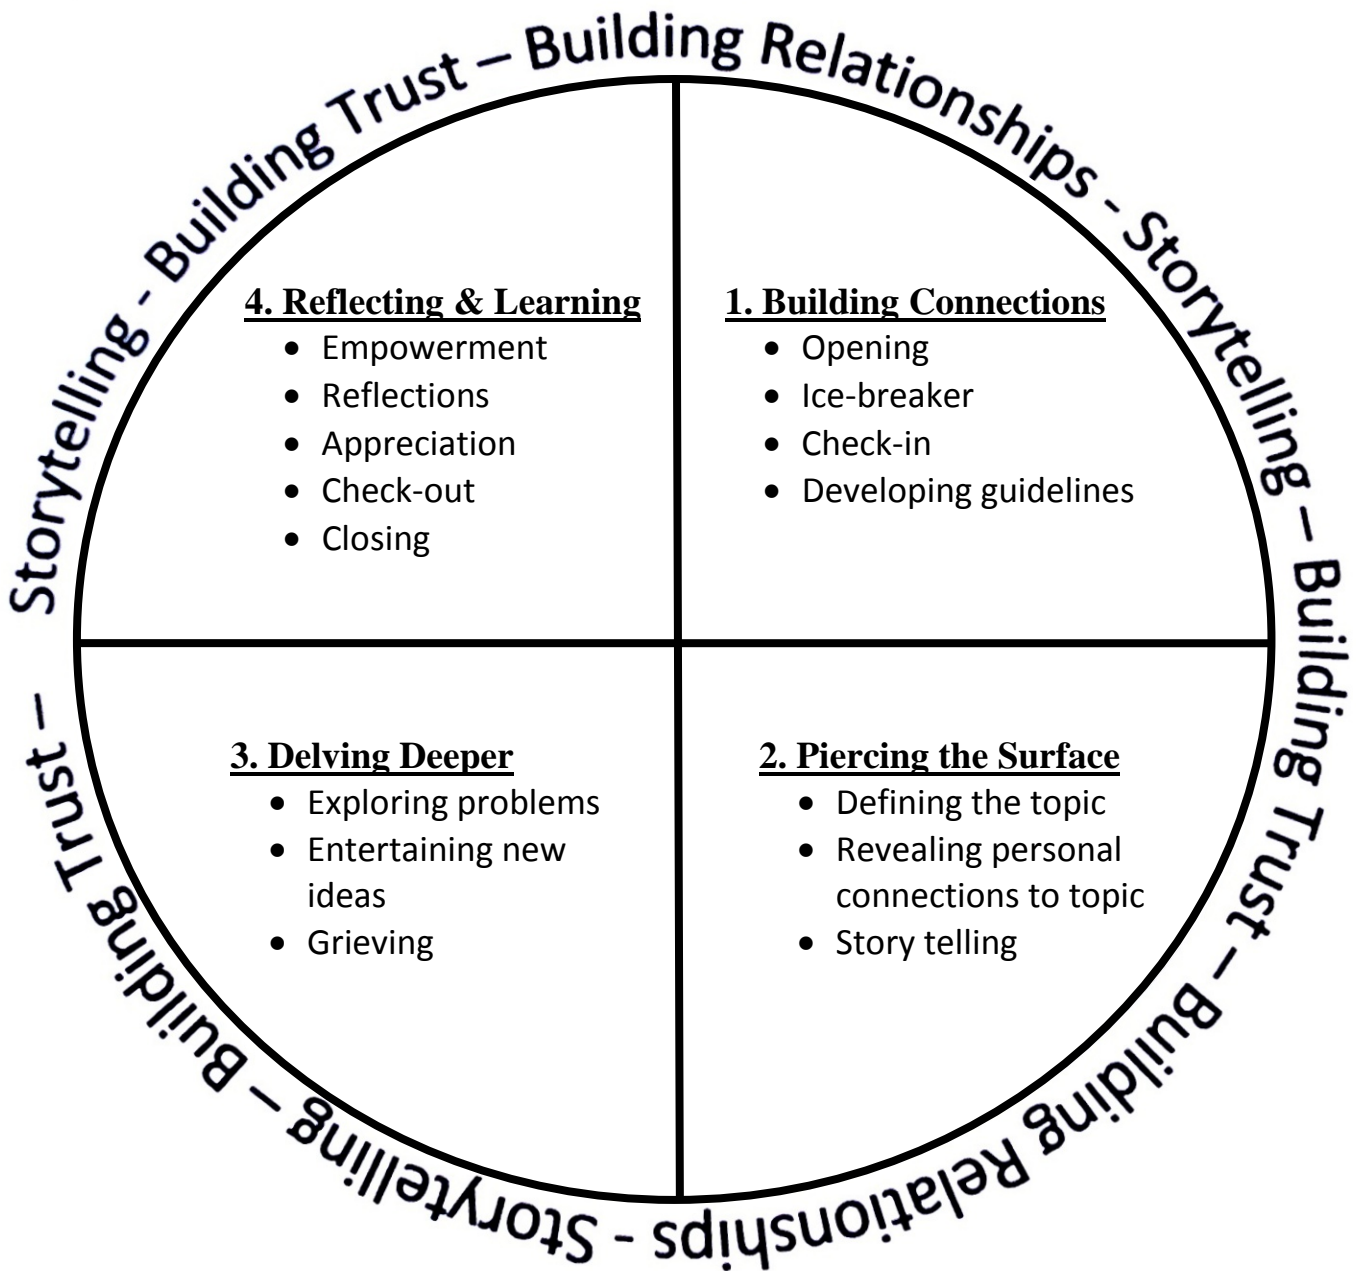 Storytelling - Building Trust – Building Relationships - Storytelling – Building Trust – Building Relationships - Storytelling – Building – Building Trust –
4. Reflecting & Learning
• Empowerment
• Reflections
• Appreciation
• Check-out
• Closing
1. Building Connections
• Opening
• Ice-breaker
• Check-in
• Developing guidelines
2. Piercing the Surface
• Defining the topic
• Revealing personal
connections to topic
• Story telling
3. Delving Deeper
• Exploring problems
• Entertaining new
ideas
• Grieving